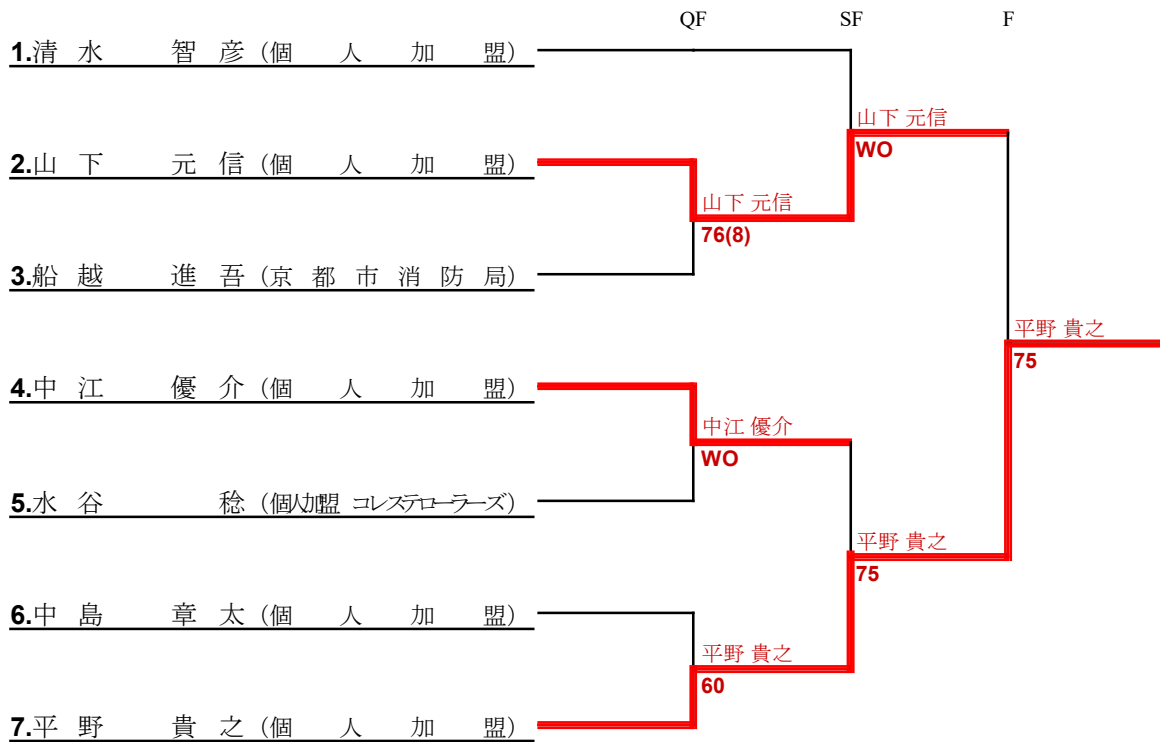 QF SF F
1.清水 智彦 (個人加盟)
山下 元信
WO
2.山下 元信 (個人加盟)
山下 元信
76(8)
3.船越 進吾 (京都市消防局)
平野 貴之
75
4.中江 優介 (個人加盟)
中江 優介
WO
5.水谷 稔 (個人加盟 コレステローラーズ)
平野 貴之
75
6.中島 章太 (個人加盟)
平野 貴之
60
7.平野 貴之 (個人加盟)